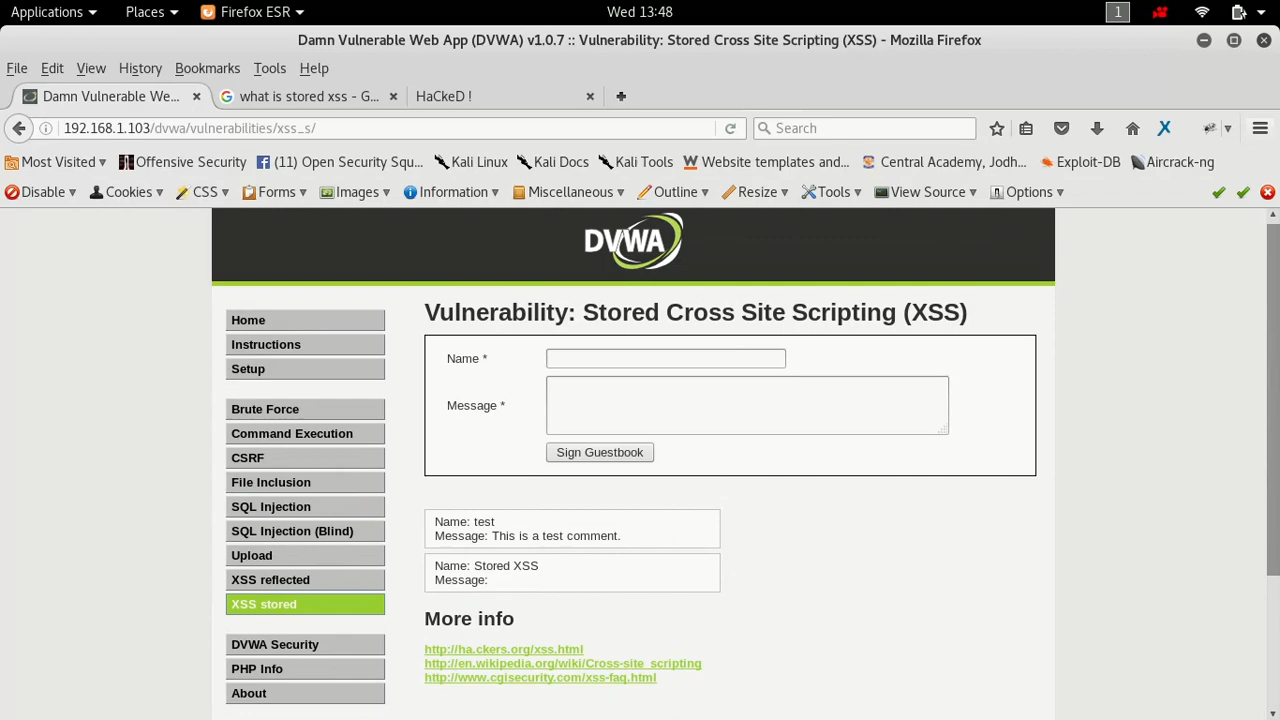 Applications Places Firefox ESR Wed 13:48 1
Damn Vulnerable Web App (DVWA) v1.0.7 :: Vulnerability: Stored Cross Site Scripting (XSS) - Mozilla Firefox
File Edit View History Bookmarks Tools Help
Damn Vulnerable We... what is stored xss - G... HaCkeD !
192.168.1.103/dvwa/vulnerabilities/xss_s/ Search
Most Visited Offensive Security (11) Open Security Squ... Kali Linux Kali Docs Kali Tools Website templates and... Central Academy, Jodh... Exploit-DB Aircrack-ng
Disable Cookies CSS Forms Images Information Miscellaneous Outline Resize Tools View Source Options
DVWA
Vulnerability: Stored Cross Site Scripting (XSS)
Home
Instructions
Setup
Brute Force
Command Execution
CSRF
File Inclusion
SQL Injection
SQL Injection (Blind)
Upload
XSS reflected
XSS stored
DVWA Security
PHP Info
About
Name *
Message *
Sign Guestbook
Name: test
Message: This is a test comment.
Name: Stored XSS
Message:
More info
http://ha.ckers.org/xss.html
http://en.wikipedia.org/wiki/Cross-site_scripting
http://www.cgisecurity.com/xss-faq.html